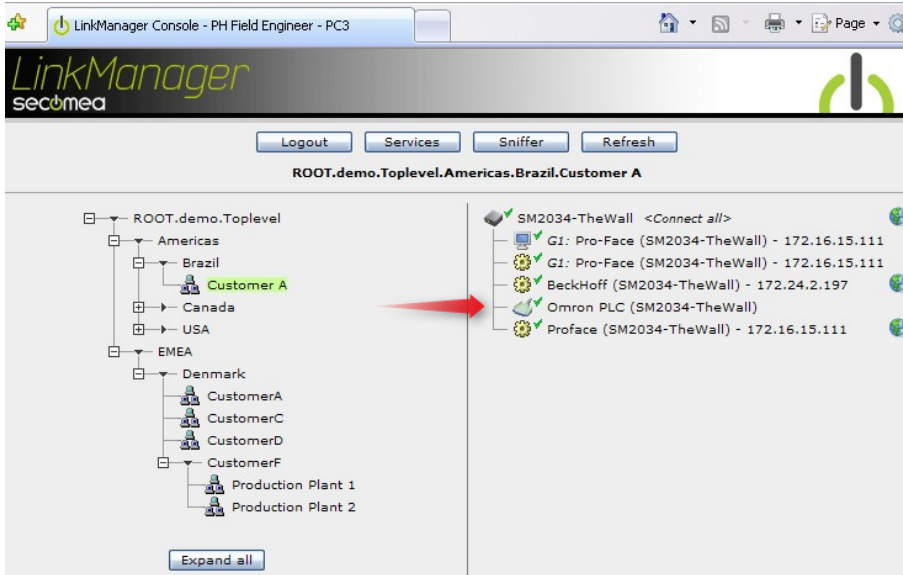 LinkManager Console - PH Field Engineer - PC3
Page
LinkManager
secomea
Logout
Services
Sniffer
Refresh
ROOT.demo.Toplevel.Americas.Brazil.Customer A
ROOT.demo.Toplevel
Americas
Brazil
Customer A
Canada
USA
EMEA
Denmark
CustomerA
CustomerC
CustomerD
CustomerF
Production Plant 1
Production Plant 2
Expand all
SM2034-TheWall <Connect all>
G1: Pro-Face (SM2034-TheWall) - 172.16.15.111
G1: Pro-Face (SM2034-TheWall) - 172.16.15.111
BeckHoff (SM2034-TheWall) - 172.24.2.197
Omron PLC (SM2034-TheWall)
Proface (SM2034-TheWall) - 172.16.15.111